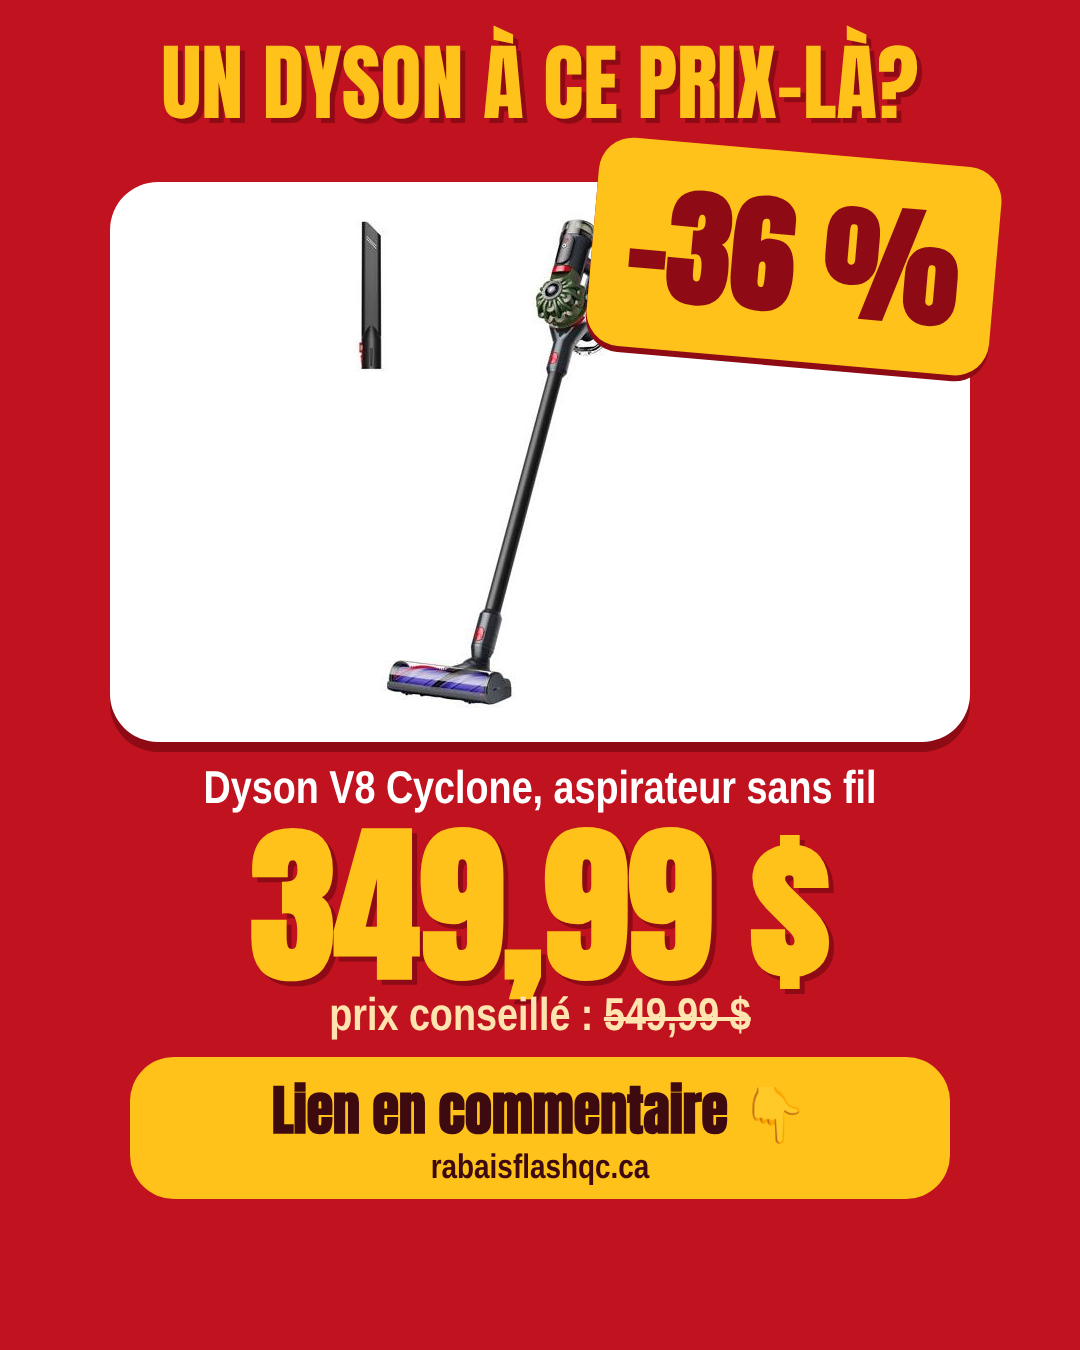 UN DYSON À CE PRIX-LÀ?
-36 %
Dyson V8 Cyclone, aspirateur sans fil
349,99 $
prix conseillé : 549,99 $
Lien en commentaire 👇
rabaisflashqc.ca